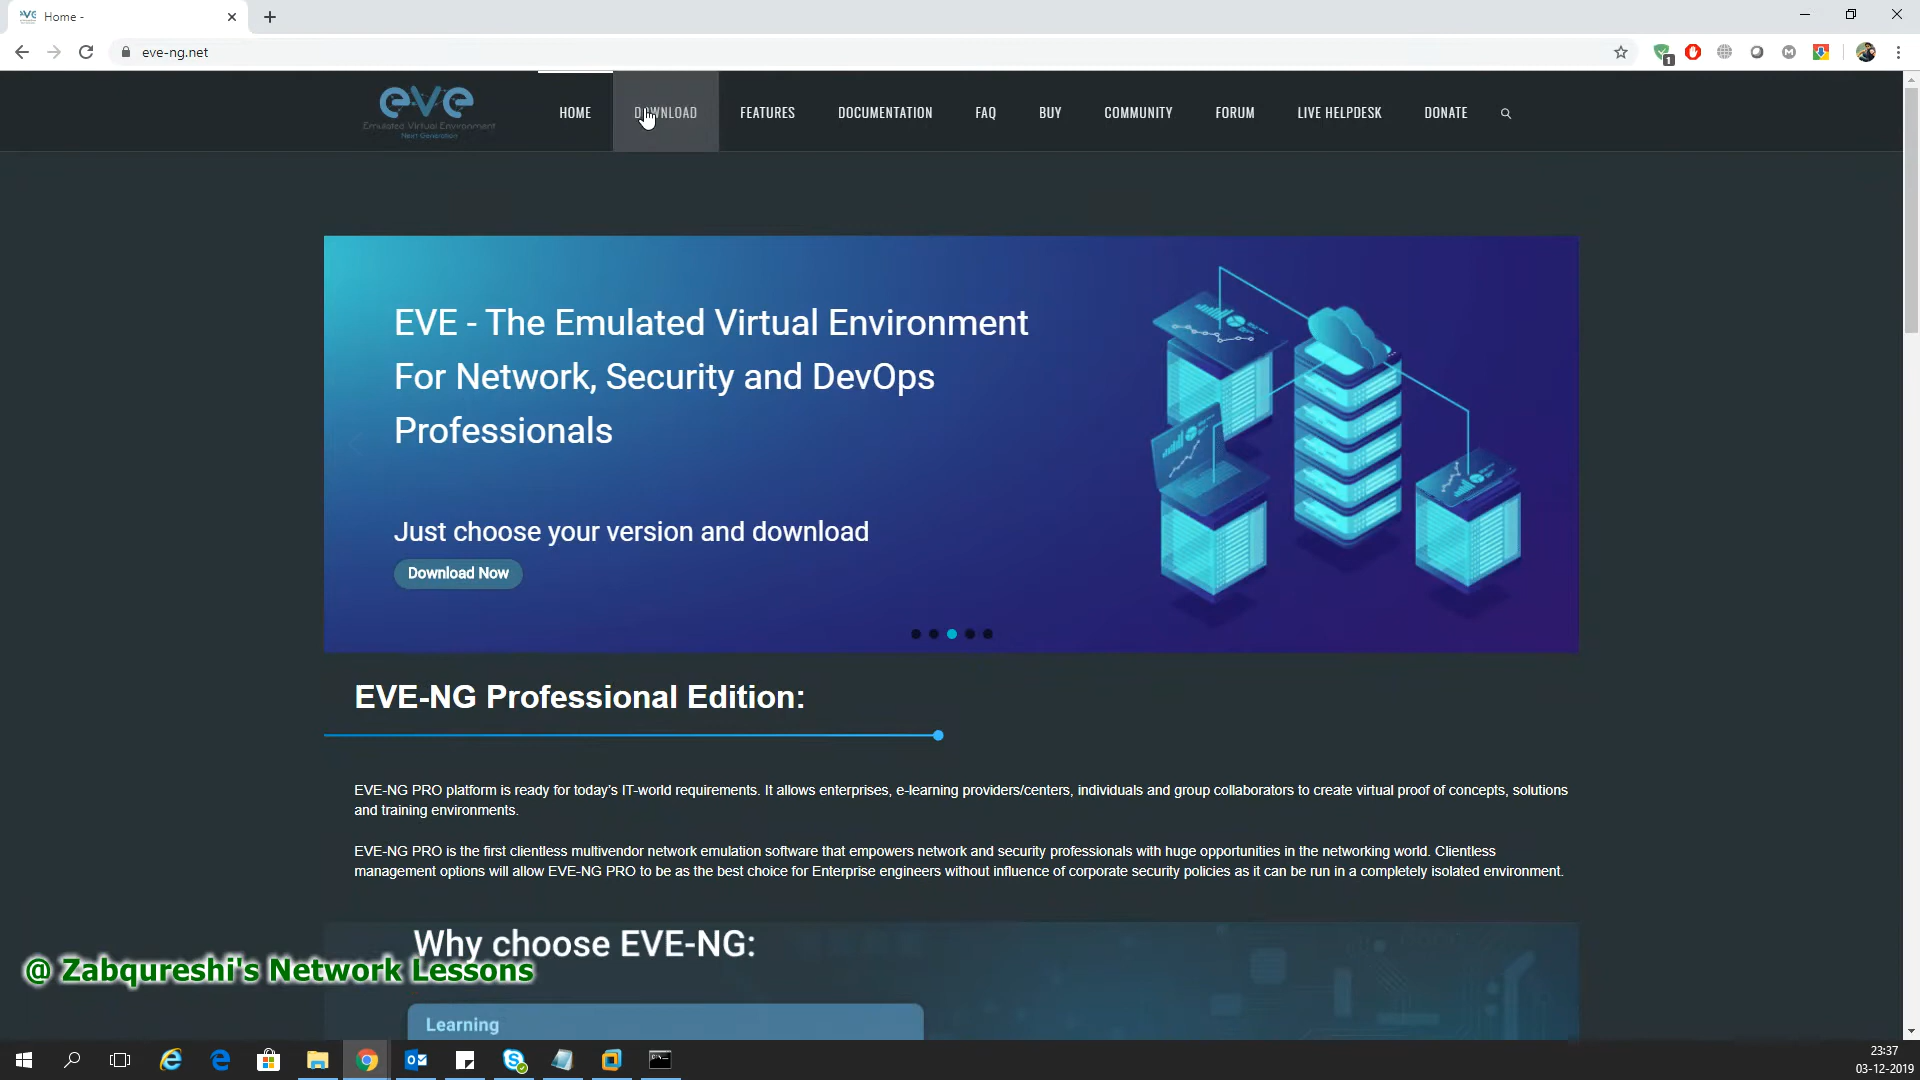 Home -
eve-ng.net
1
eve
Emulated Virtual Environment
Next Generation
HOME
DOWNLOAD
FEATURES
DOCUMENTATION
FAQ
BUY
COMMUNITY
FORUM
LIVE HELPDESK
DONATE
EVE - The Emulated Virtual Environment
For Network, Security and DevOps
Professionals
Just choose your version and download
Download Now
EVE-NG Professional Edition:
EVE-NG PRO platform is ready for today's IT-world requirements. It allows enterprises, e-learning providers/centers, individuals and group collaborators to create virtual proof of concepts, solutions
and training environments.
EVE-NG PRO is the first clientless multivendor network emulation software that empowers network and security professionals with huge opportunities in the networking world. Clientless
management options will allow EVE-NG PRO to be as the best choice for Enterprise engineers without influence of corporate security policies as it can be run in a completely isolated environment.
Why choose EVE-NG:
@ Zabqureshi's Network Lessons
Learning
23:37
03-12-2019